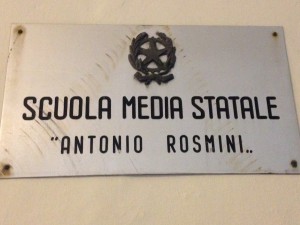 SCUOLA MEDIA STATALE
"ANTONIO ROSMINI„